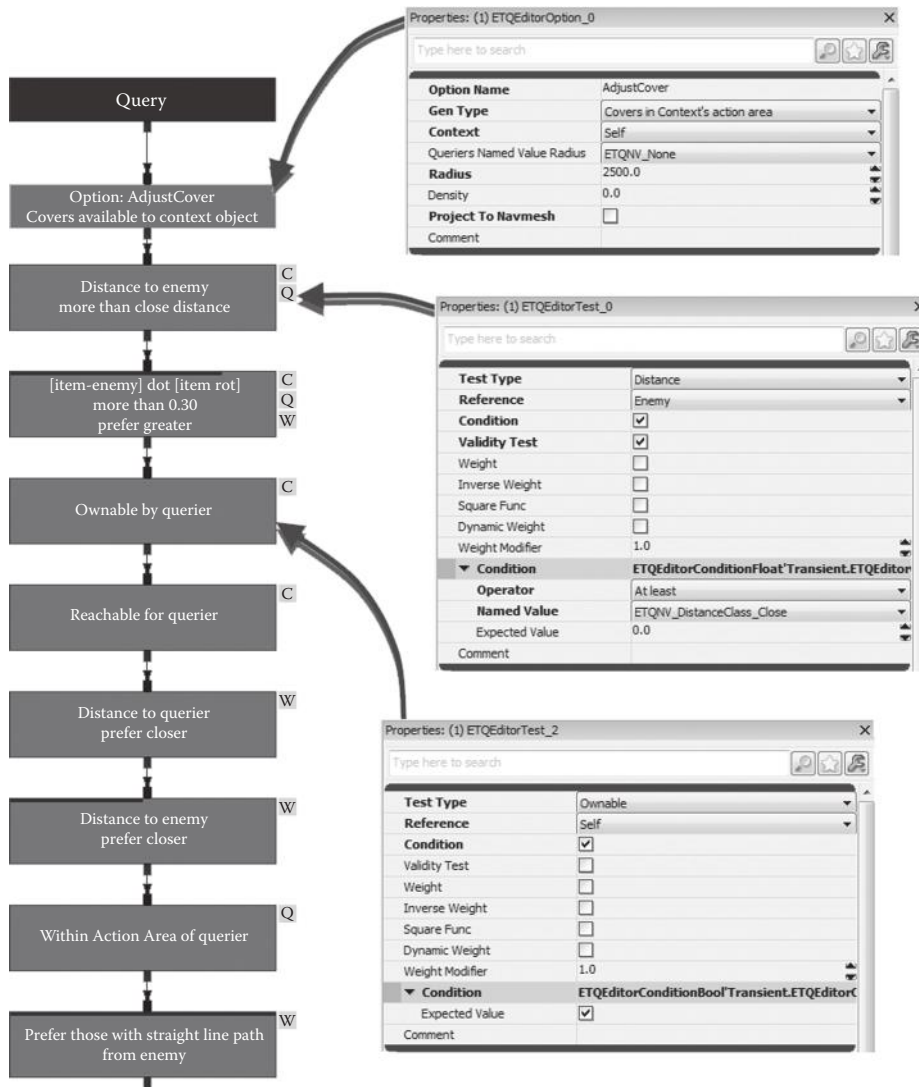 Query
Option: AdjustCover
Covers available to context object
Distance to enemy
more than close distance
C
Q
[item-enemy] dot [item rot]
more than 0.30
prefer greater
C
Q
W
Ownable by querier
C
Reachable for querier
C
Distance to querier
prefer closer
W
Distance to enemy
prefer closer
W
Within Action Area of querier
Q
Prefer those with straight line path
from enemy
W
Properties: (1) ETQEditorOption_0
Type here to search
Option Name AdjustCover
Gen Type Covers in Context's action area
Context Self
Queriers Named Value Radius ETQNV_None
Radius 2500.0
Density 0.0
Project To Navmesh
Comment
Properties: (1) ETQEditorTest_0
Type here to search
Test Type Distance
Reference Enemy
Condition
Validity Test
Weight
Inverse Weight
Square Func
Dynamic Weight
Weight Modifier 1.0
Condition ETQEditorConditionFloat'Transient.ETQEditor
Operator At least
Named Value ETQNV_DistanceClass_Close
Expected Value 0.0
Comment
Properties: (1) ETQEditorTest_2
Type here to search
Test Type Ownable
Reference Self
Condition
Validity Test
Weight
Inverse Weight
Square Func
Dynamic Weight
Weight Modifier 1.0
Condition ETQEditorConditionBool'Transient.ETQEditorC
Expected Value
Comment